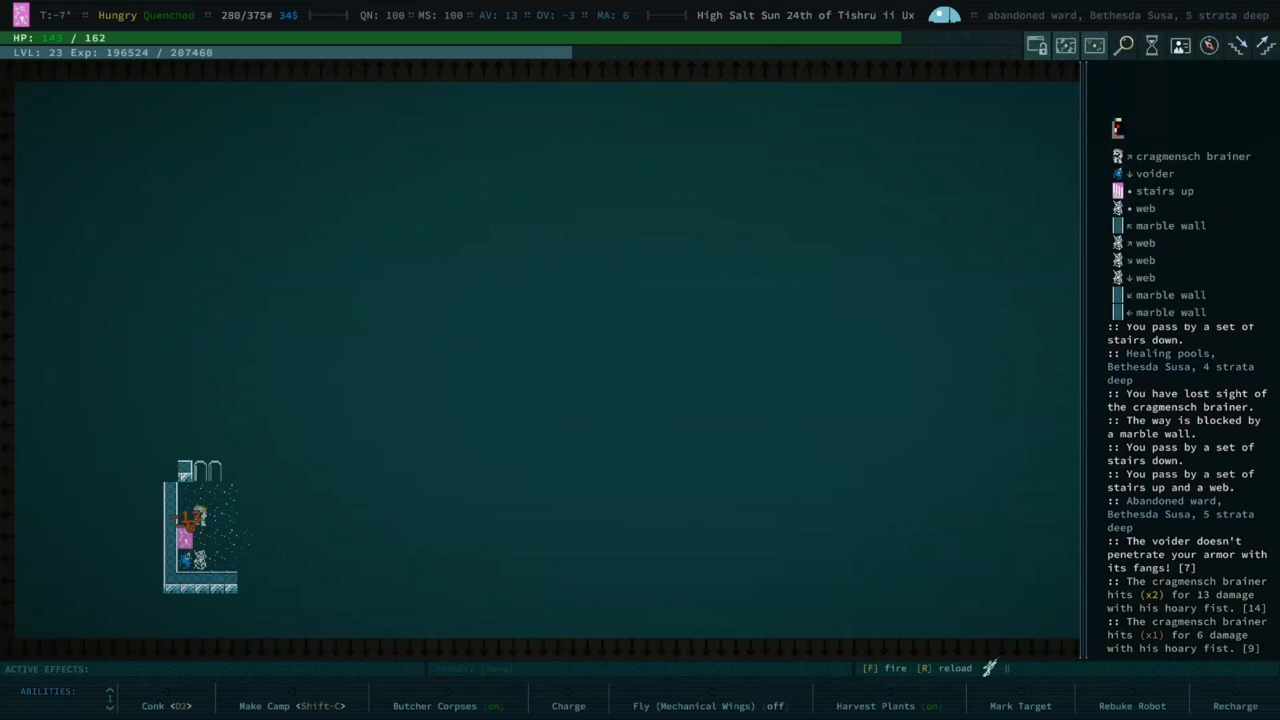 T:-7° :: Hungry Quenched :: 280/375# 34$ QN: 100 :: MS: 100 :: AV: 13 :: DV: -3 :: MA: 6 High Salt Sun 24th of Tishru ii Ux :: abandoned ward, Bethesda Susa, 5 strata deep
HP: 143 / 162
LVL: 23 Exp: 196524 / 207460
cragmensch brainer
voider
stairs up
web
marble wall
web
web
web
marble wall
marble wall
:: You pass by a set of
stairs down.
:: Healing pools,
Bethesda Susa, 4 strata
deep
:: You have lost sight of
the cragmensch brainer.
:: The way is blocked by
a marble wall.
:: You pass by a set of
stairs down.
:: You pass by a set of
stairs up and a web.
:: Abandoned ward,
Bethesda Susa, 5 strata
deep
:: The voider doesn't
penetrate your armor with
its fangs! [7]
:: The cragmensch brainer
hits (x2) for 13 damage
with his hoary fist. [14]
:: The cragmensch brainer
hits (x1) for 6 damage
with his hoary fist. [9]
-13
ACTIVE EFFECTS: TARGET: [none] [F] fire [R] reload
ABILITIES: 1 Conk <D2> Make Camp <Shift-C> Butcher Corpses [on] Charge Fly (Mechanical Wings) [off] Harvest Plants [on] Mark Target Rebuke Robot Recharge